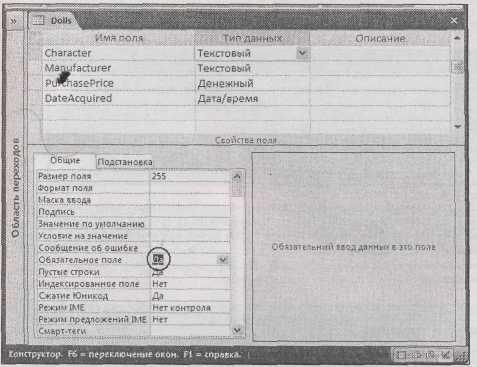 »
Dolls
×
Имя поля Тип данных Описание
Character Текстовый
Manufacturer Текстовый
PurchasePrice Денежный
DateAcquired Дата/время
Свойства поля
Область переходов
Общие Подстановка
Размер поля 255
Формат поля
Маска ввода
Подпись
Значение по умолчанию
Условие на значение
Сообщение об ошибке
Обязательное поле Да
Пустые строки Да
Индексированное поле Нет
Сжатие Юникод Да
Режим IME Нет контроля
Режим предложений IME Нет
Смарт-теги
Обязательный ввод данных в это поле
Конструктор. F6 = переключение окон. F1 = справка.